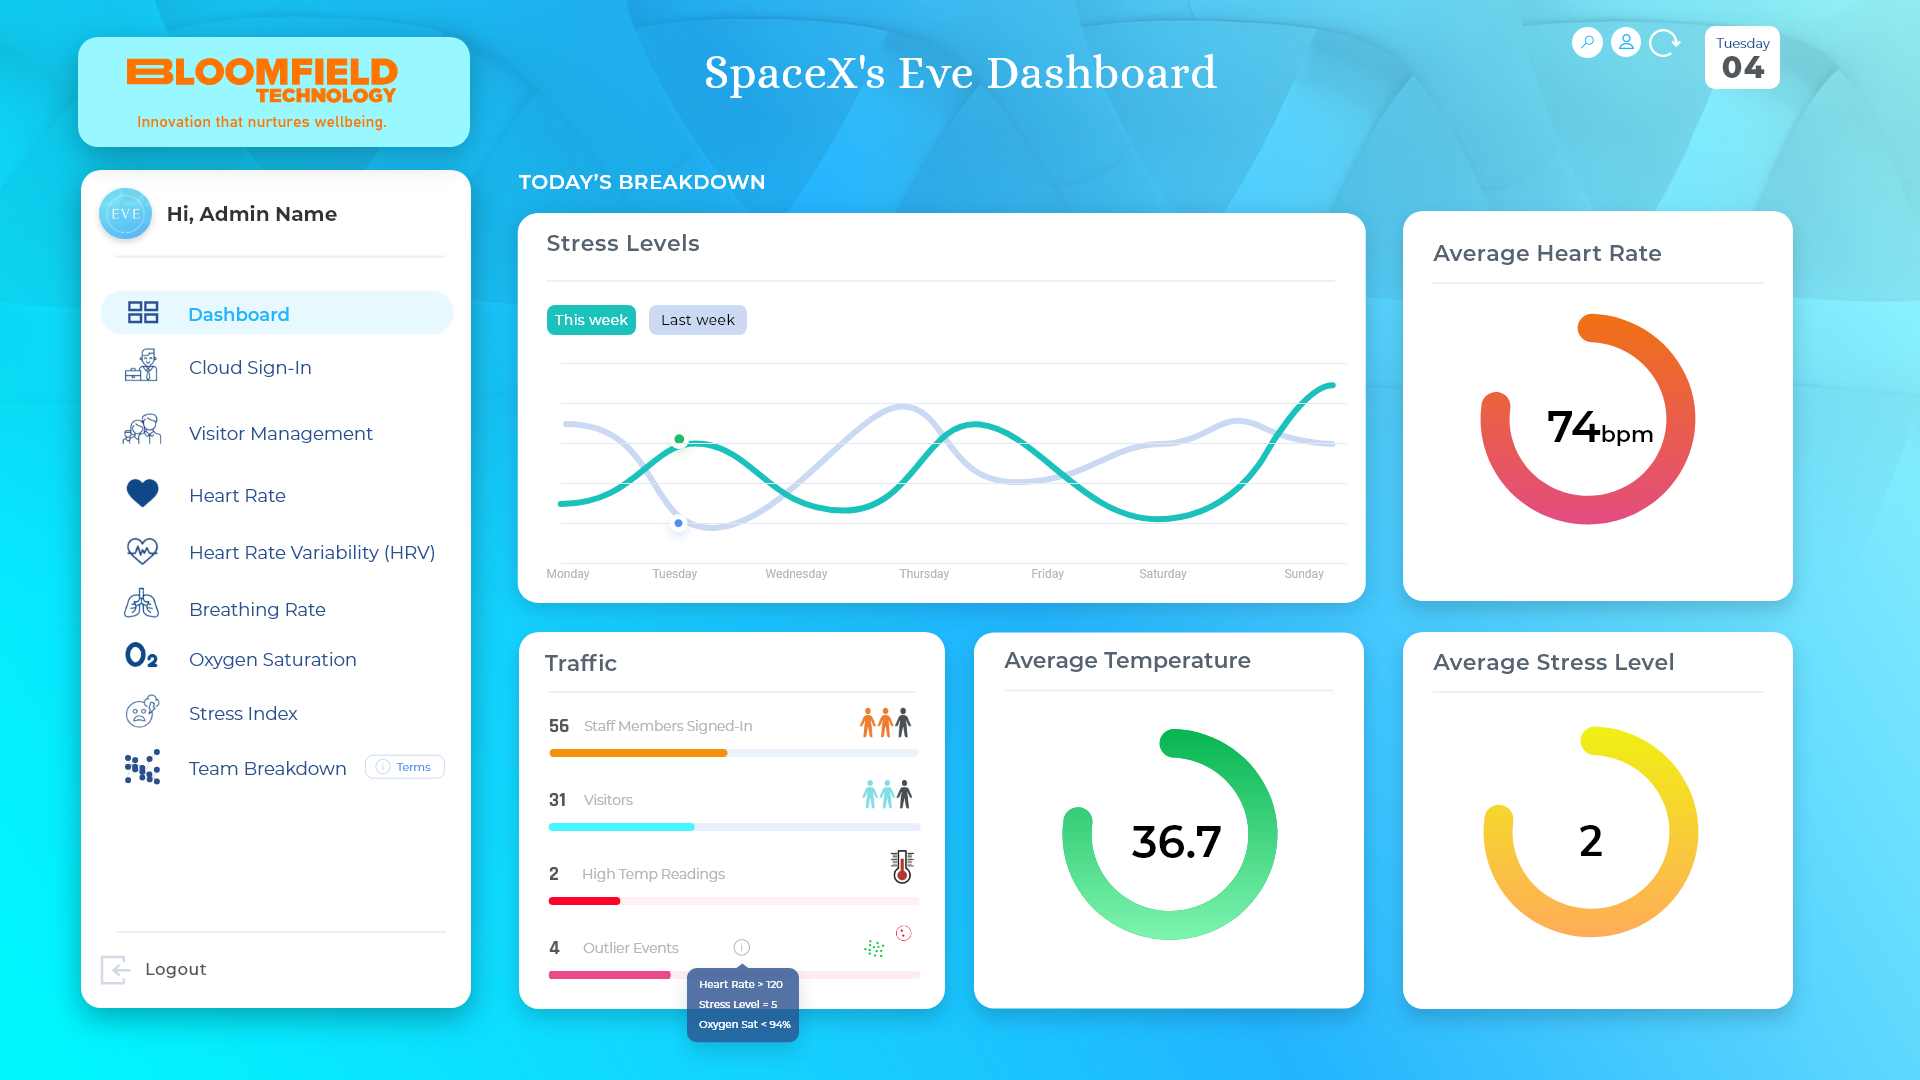 BLOOMFIELD
TECHNOLOGY
Innovation that nurtures wellbeing.
SpaceX's Eve Dashboard
Tuesday
04
EVE
Hi, Admin Name
Dashboard
Cloud Sign-In
Visitor Management
Heart Rate
Heart Rate Variability (HRV)
Breathing Rate
O2
Oxygen Saturation
Stress Index
Team Breakdown
Terms
Logout
TODAY’S BREAKDOWN
Stress Levels
This week
Last week
Monday Tuesday Wednesday Thursday Friday Saturday Sunday
Average Heart Rate
74bpm
Traffic
56 Staff Members Signed-In
31 Visitors
2 High Temp Readings
4 Outlier Events
Heart Rate > 120
Stress Level = 5
Oxygen Sat < 94%
Average Temperature
36.7
Average Stress Level
2